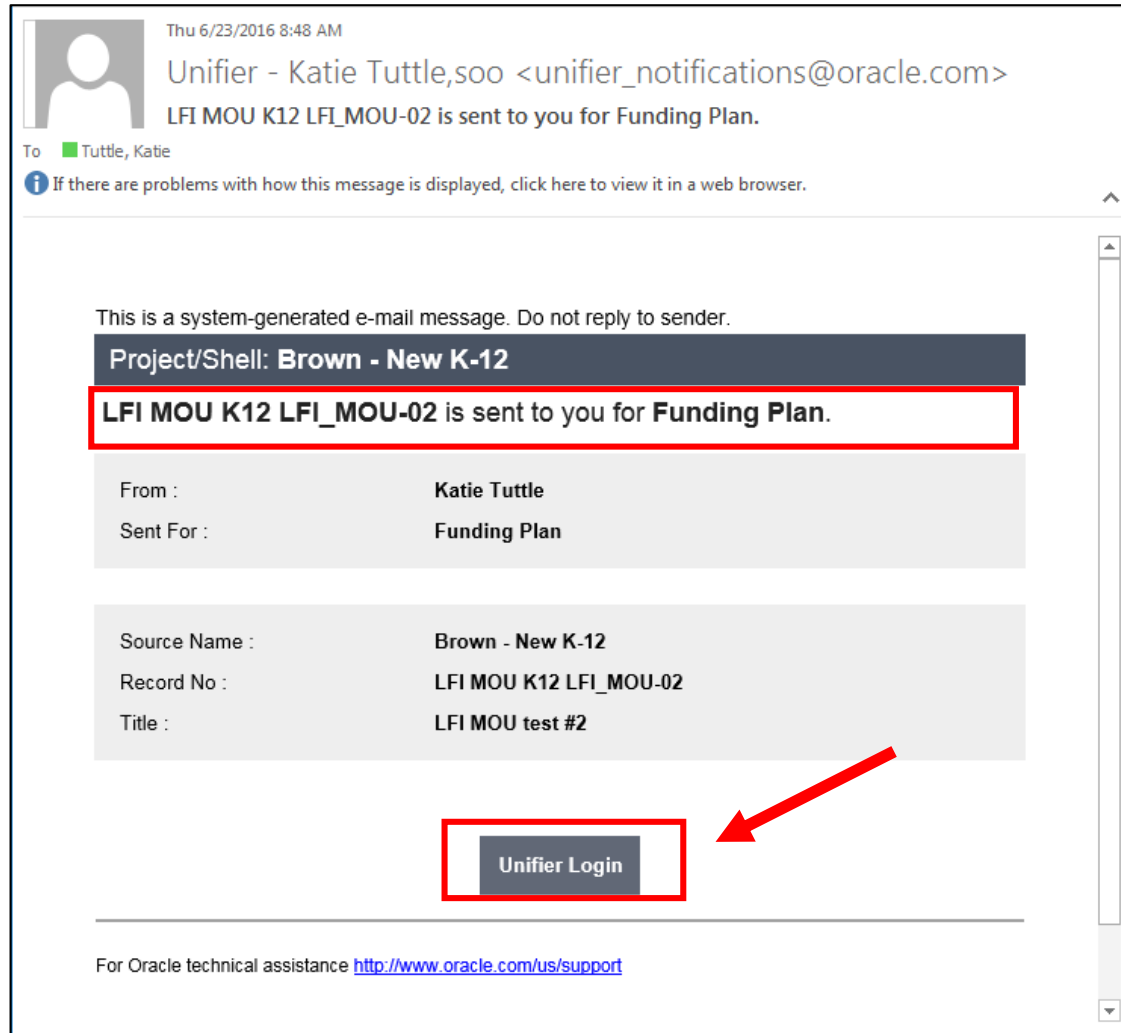 Thu 6/23/2016 8:48 AM
Unifier - Katie Tuttle,soo <unifier_notifications@oracle.com>
LFI MOU K12 LFI_MOU-02 is sent to you for Funding Plan.
To Tuttle, Katie
If there are problems with how this message is displayed, click here to view it in a web browser.
This is a system-generated e-mail message. Do not reply to sender.
Project/Shell: Brown - New K-12
LFI MOU K12 LFI_MOU-02 is sent to you for Funding Plan.
From : Katie Tuttle
Sent For : Funding Plan
Source Name : Brown - New K-12
Record No : LFI MOU K12 LFI_MOU-02
Title : LFI MOU test #2
Unifier Login
For Oracle technical assistance http://www.oracle.com/us/support